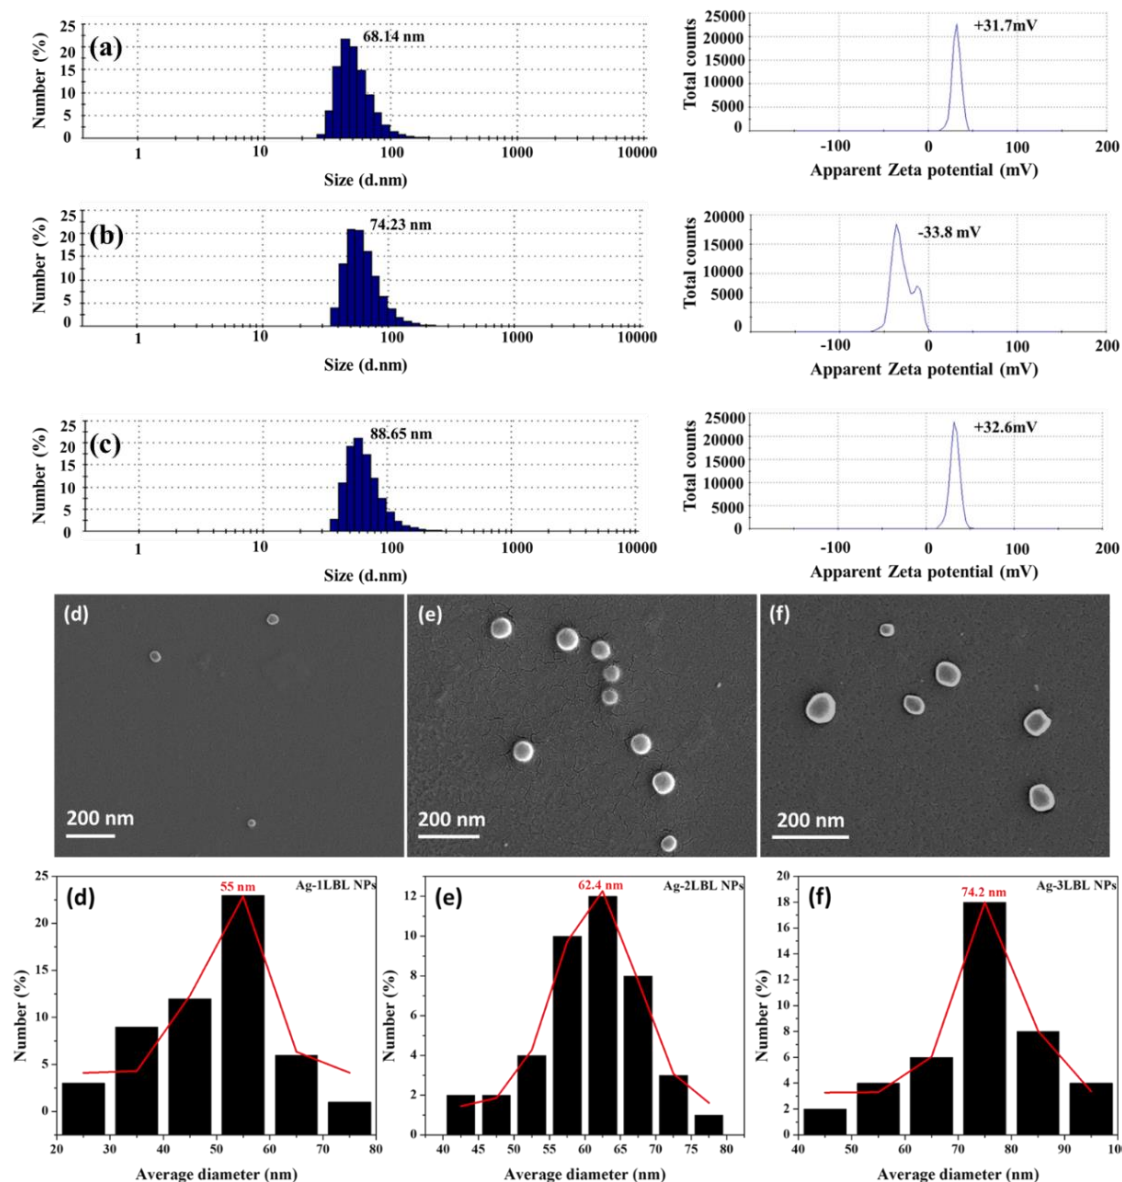 (a)
68.14 nm
Number (%)
25
20
15
10
5
0
1
10
100
1000
10000
Size (d.nm)
+31.7mV
Total counts
25000
20000
15000
10000
5000
0
-100
0
100
200
Apparent Zeta potential (mV)
(b)
74.23 nm
Number (%)
25
20
15
10
5
0
1
10
100
1000
10000
Size (d.nm)
-33.8 mV
Total counts
20000
15000
10000
5000
0
-100
0
100
200
Apparent Zeta potential (mV)
(c)
88.65 nm
Number (%)
25
20
15
10
5
0
1
10
100
1000
10000
Size (d.nm)
+32.6mV
Total counts
25000
20000
15000
10000
5000
0
-100
0
100
200
Apparent Zeta potential (mV)
(d)
200 nm
(e)
200 nm
(f)
200 nm
(d)
55 nm
Ag-1LBL NPs
Number (%)
25
20
15
10
5
0
20 30 40 50 60 70 80
Average diameter (nm)
(e)
62.4 nm
Ag-2LBL NPs
Number (%)
12
10
8
6
4
2
0
40 45 50 55 60 65 70 75 80
Average diameter (nm)
(f)
74.2 nm
Ag-3LBL NPs
Number (%)
20
18
16
14
12
10
8
6
4
2
0
40 50 60 70 80 90 100
Average diameter (nm)